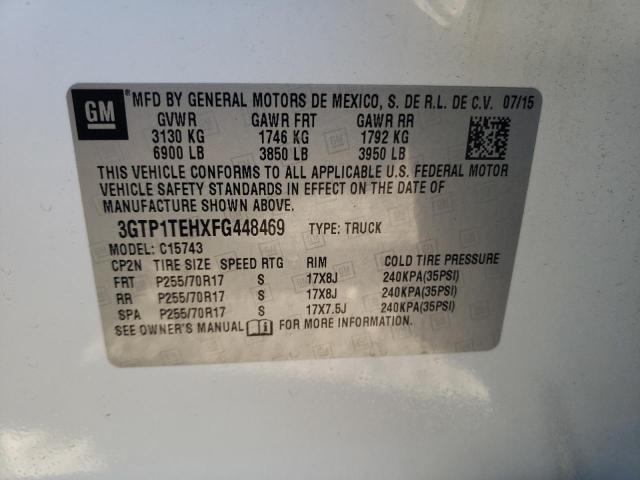 GM
MFD BY GENERAL MOTORS DE MEXICO, S. DE R.L. DE C.V. 07/15
GVWR GAWR FRT GAWR RR
3130 KG 1746 KG 1792 KG
6900 LB 3850 LB 3950 LB
THIS VEHICLE CONFORMS TO ALL APPLICABLE U.S. FEDERAL MOTOR
VEHICLE SAFETY STANDARDS IN EFFECT ON THE DATE OF
MANUFACTURE SHOWN ABOVE.
3GTP1TEHXFG448469 TYPE: TRUCK
MODEL: C15743
CP2N TIRE SIZE SPEED RTG RIM COLD TIRE PRESSURE
FRT P255/70R17 S 17X8J 240KPA(35PSI)
RR P255/70R17 S 17X8J 240KPA(35PSI)
SPA P255/70R17 S 17X7.5J 240KPA(35PSI)
SEE OWNER'S MANUAL FOR MORE INFORMATION.